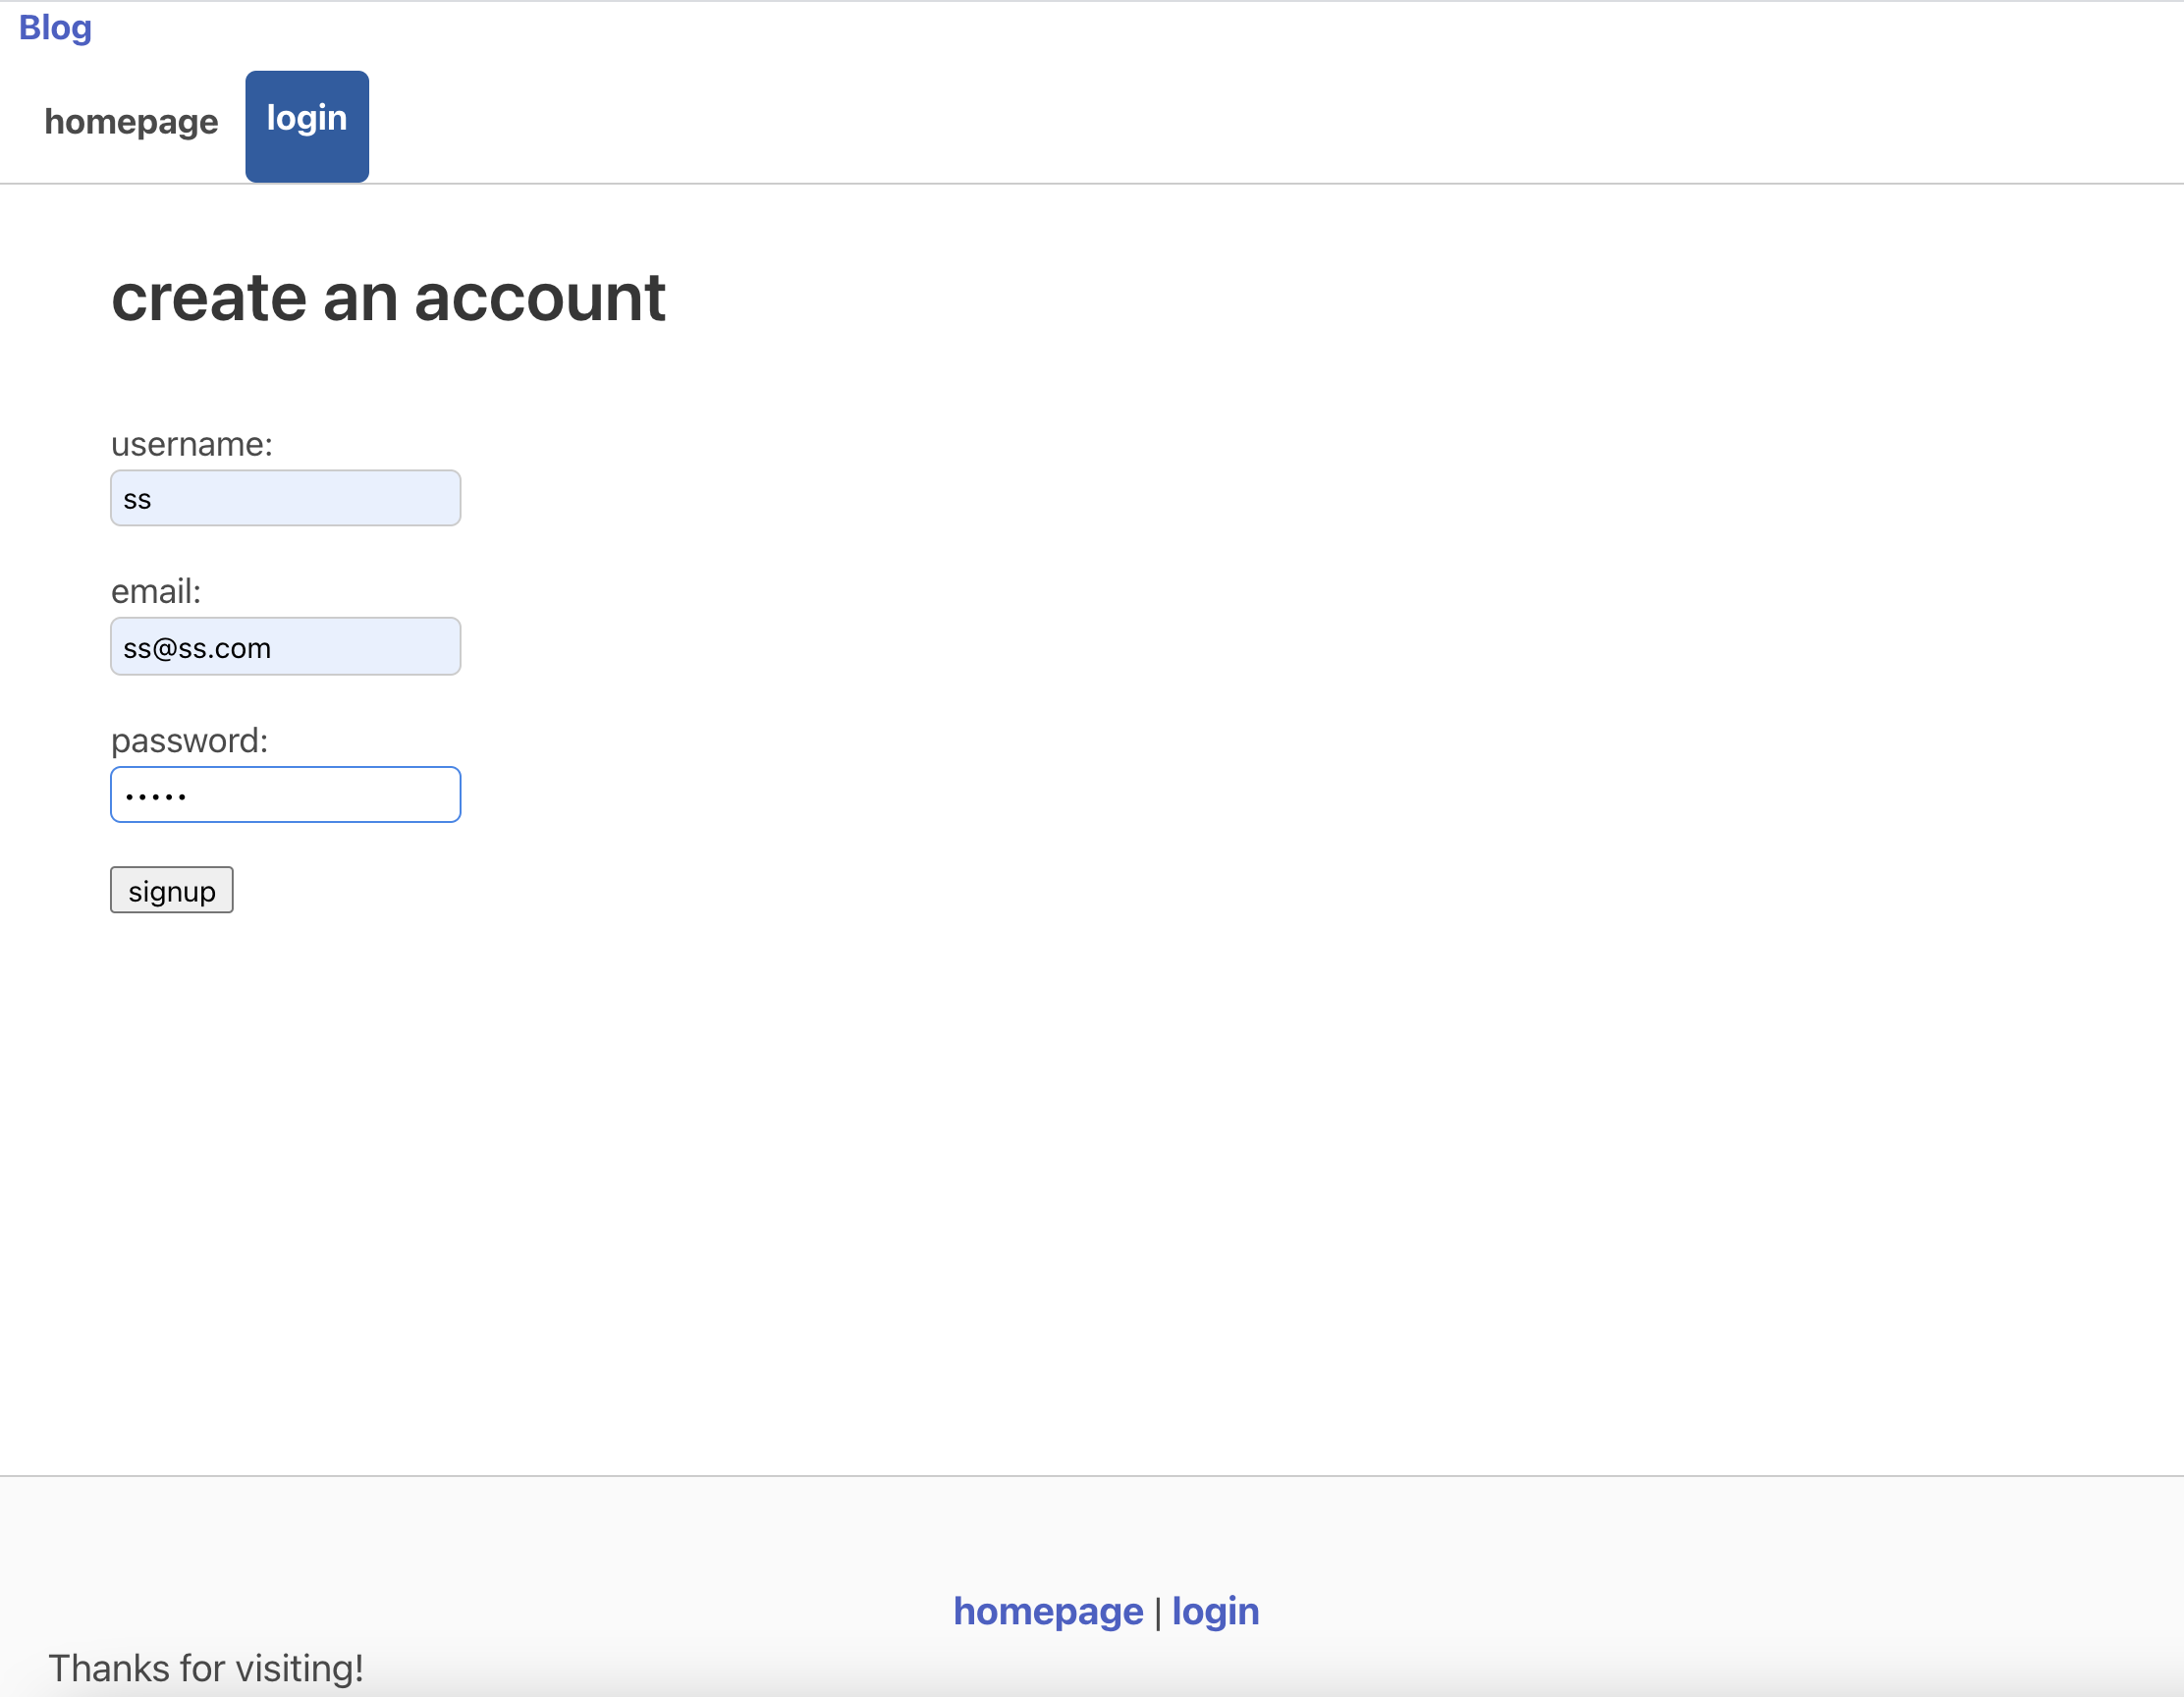 Blog
homepage login
create an account
username:
ss
email:
ss@ss.com
password:
•••••
signup
homepage | login
Thanks for visiting!